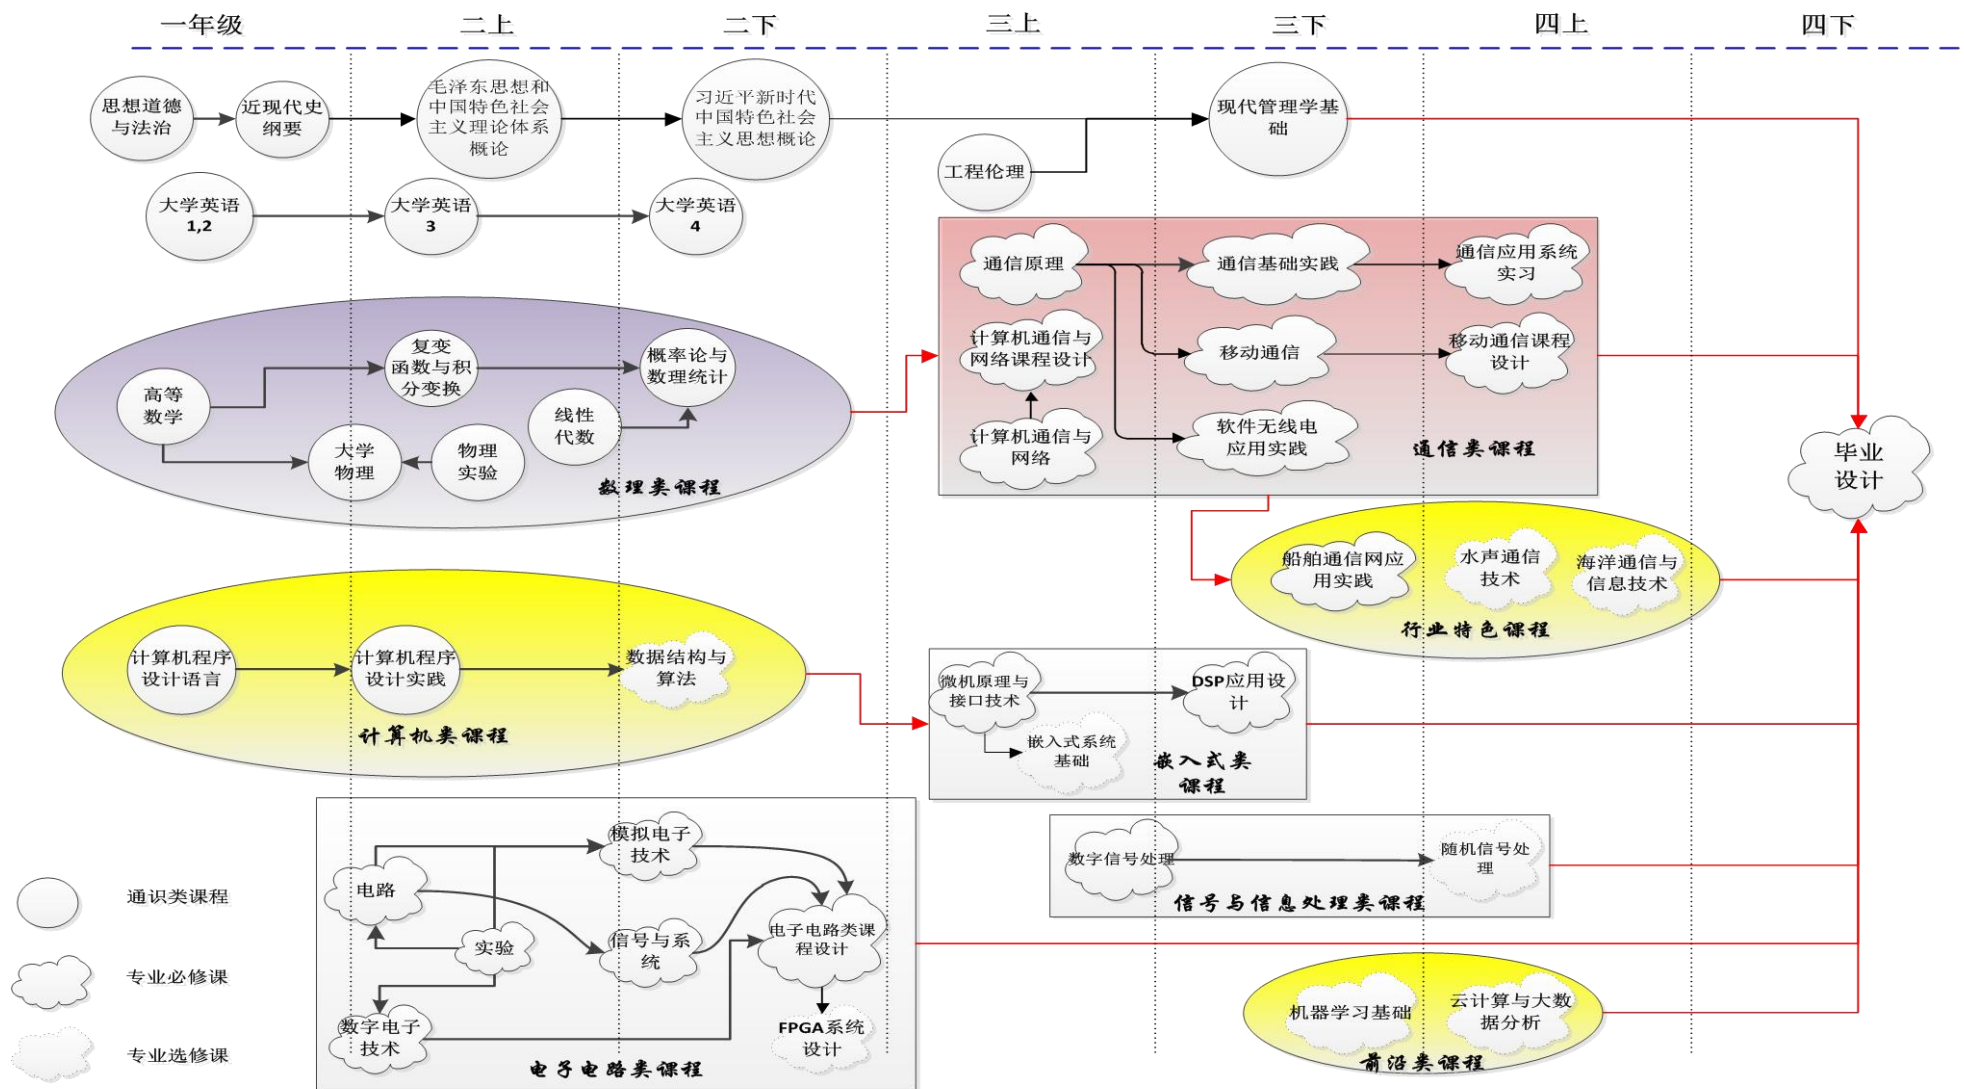 一年级
二上
二下
三上
三下
四上
四下
思想道德
与法治
近现代史
纲要
毛泽东思想和
中国特色社会
主义理论体系
概论
习近平新时代
中国特色社会
主义思想概论
工程伦理
现代管理学基
础
大学英语
1,2
大学英语
3
大学英语
4
高等
数学
复变
函数与积
分变换
概率论与
数理统计
线性
代数
大学
物理
物理
实验
数理类课程
通信原理
通信基础实践
通信应用系统
实习
计算机通信与
网络课程设计
移动通信
移动通信课程
设计
计算机通信与
网络
软件无线电
应用实践
通信类课程
毕业
设计
船舶通信网应
用实践
水声通信
技术
海洋通信与
信息技术
行业特色课程
计算机程序
设计语言
计算机程序
设计实践
数据结构与
算法
计算机类课程
微机原理与
接口技术
DSP应用设
计
嵌入式系统
基础
嵌入式类
课程
电路
模拟电子
技术
实验
信号与系
统
电子电路类课
程设计
数字电子
技术
FPGA系统
设计
电子电路类课程
数字信号处理
随机信号处
理
信号与信息处理类课程
机器学习基础
云计算与大数
据分析
前沿类课程
通识类课程
专业必修课
专业选修课